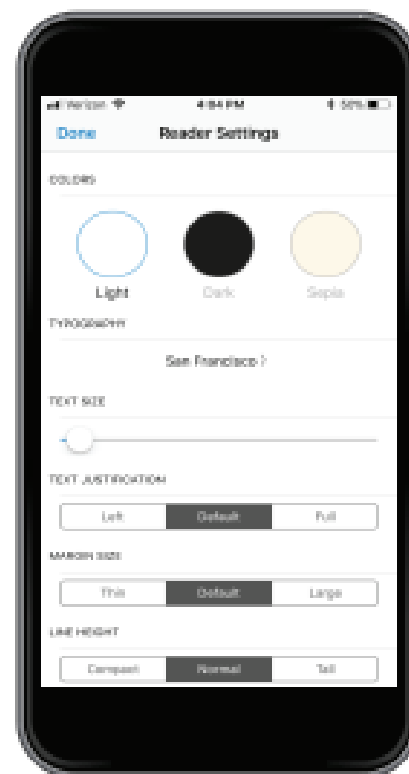 Verizon 4:04 PM 50%
Done Reader Settings
COLORS
Light Dark Sepia
TYPOGRAPHY
San Francisco >
TEXT SIZE
TEXT JUSTIFICATION
Left Default Full
MARGIN SIZE
Thin Default Large
LINE HEIGHT
Compact Normal Tall